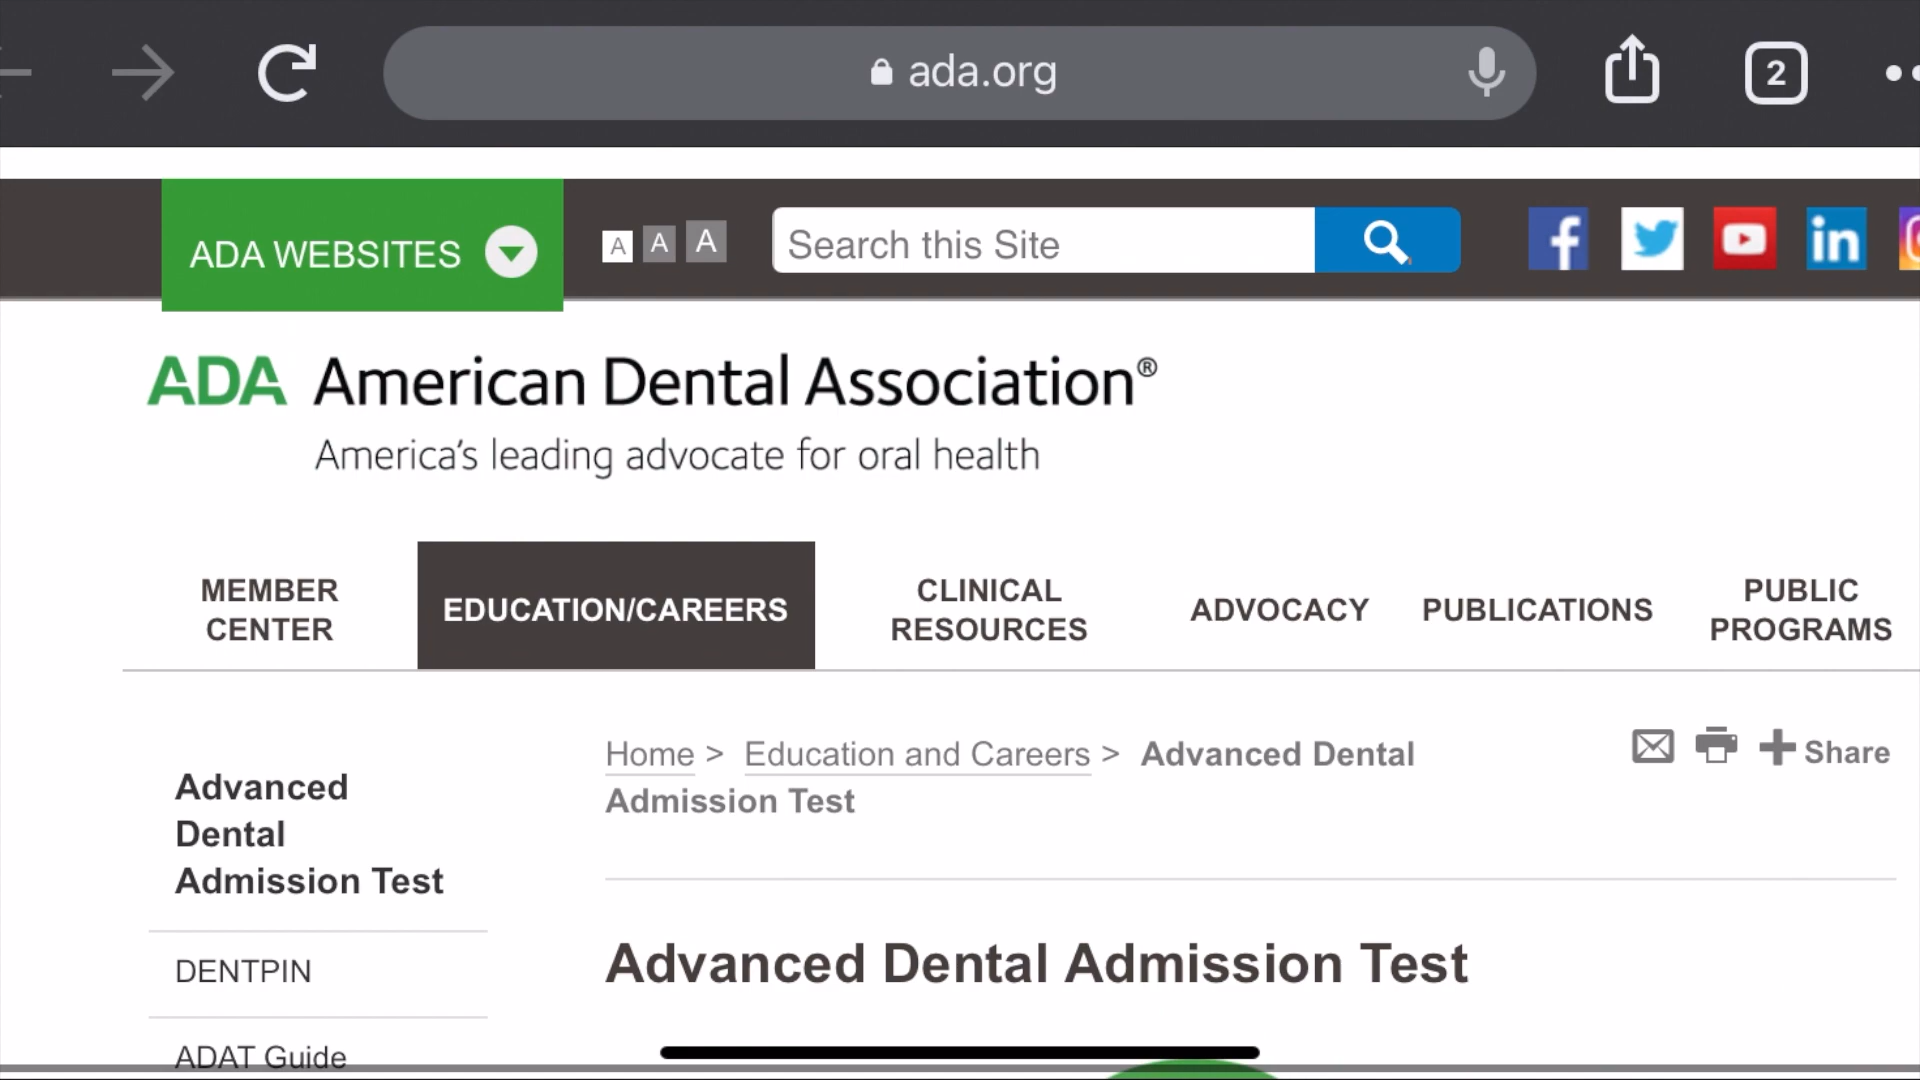 ada.org
2
ADA WEBSITES
A A A
Search this Site
ADA American Dental Association®
America's leading advocate for oral health
MEMBER CENTER
EDUCATION/CAREERS
CLINICAL RESOURCES
ADVOCACY
PUBLICATIONS
PUBLIC PROGRAMS
Home > Education and Careers > Advanced Dental
Admission Test
Share
Advanced
Dental
Admission Test
DENTPIN
ADAT Guide
Advanced Dental Admission Test